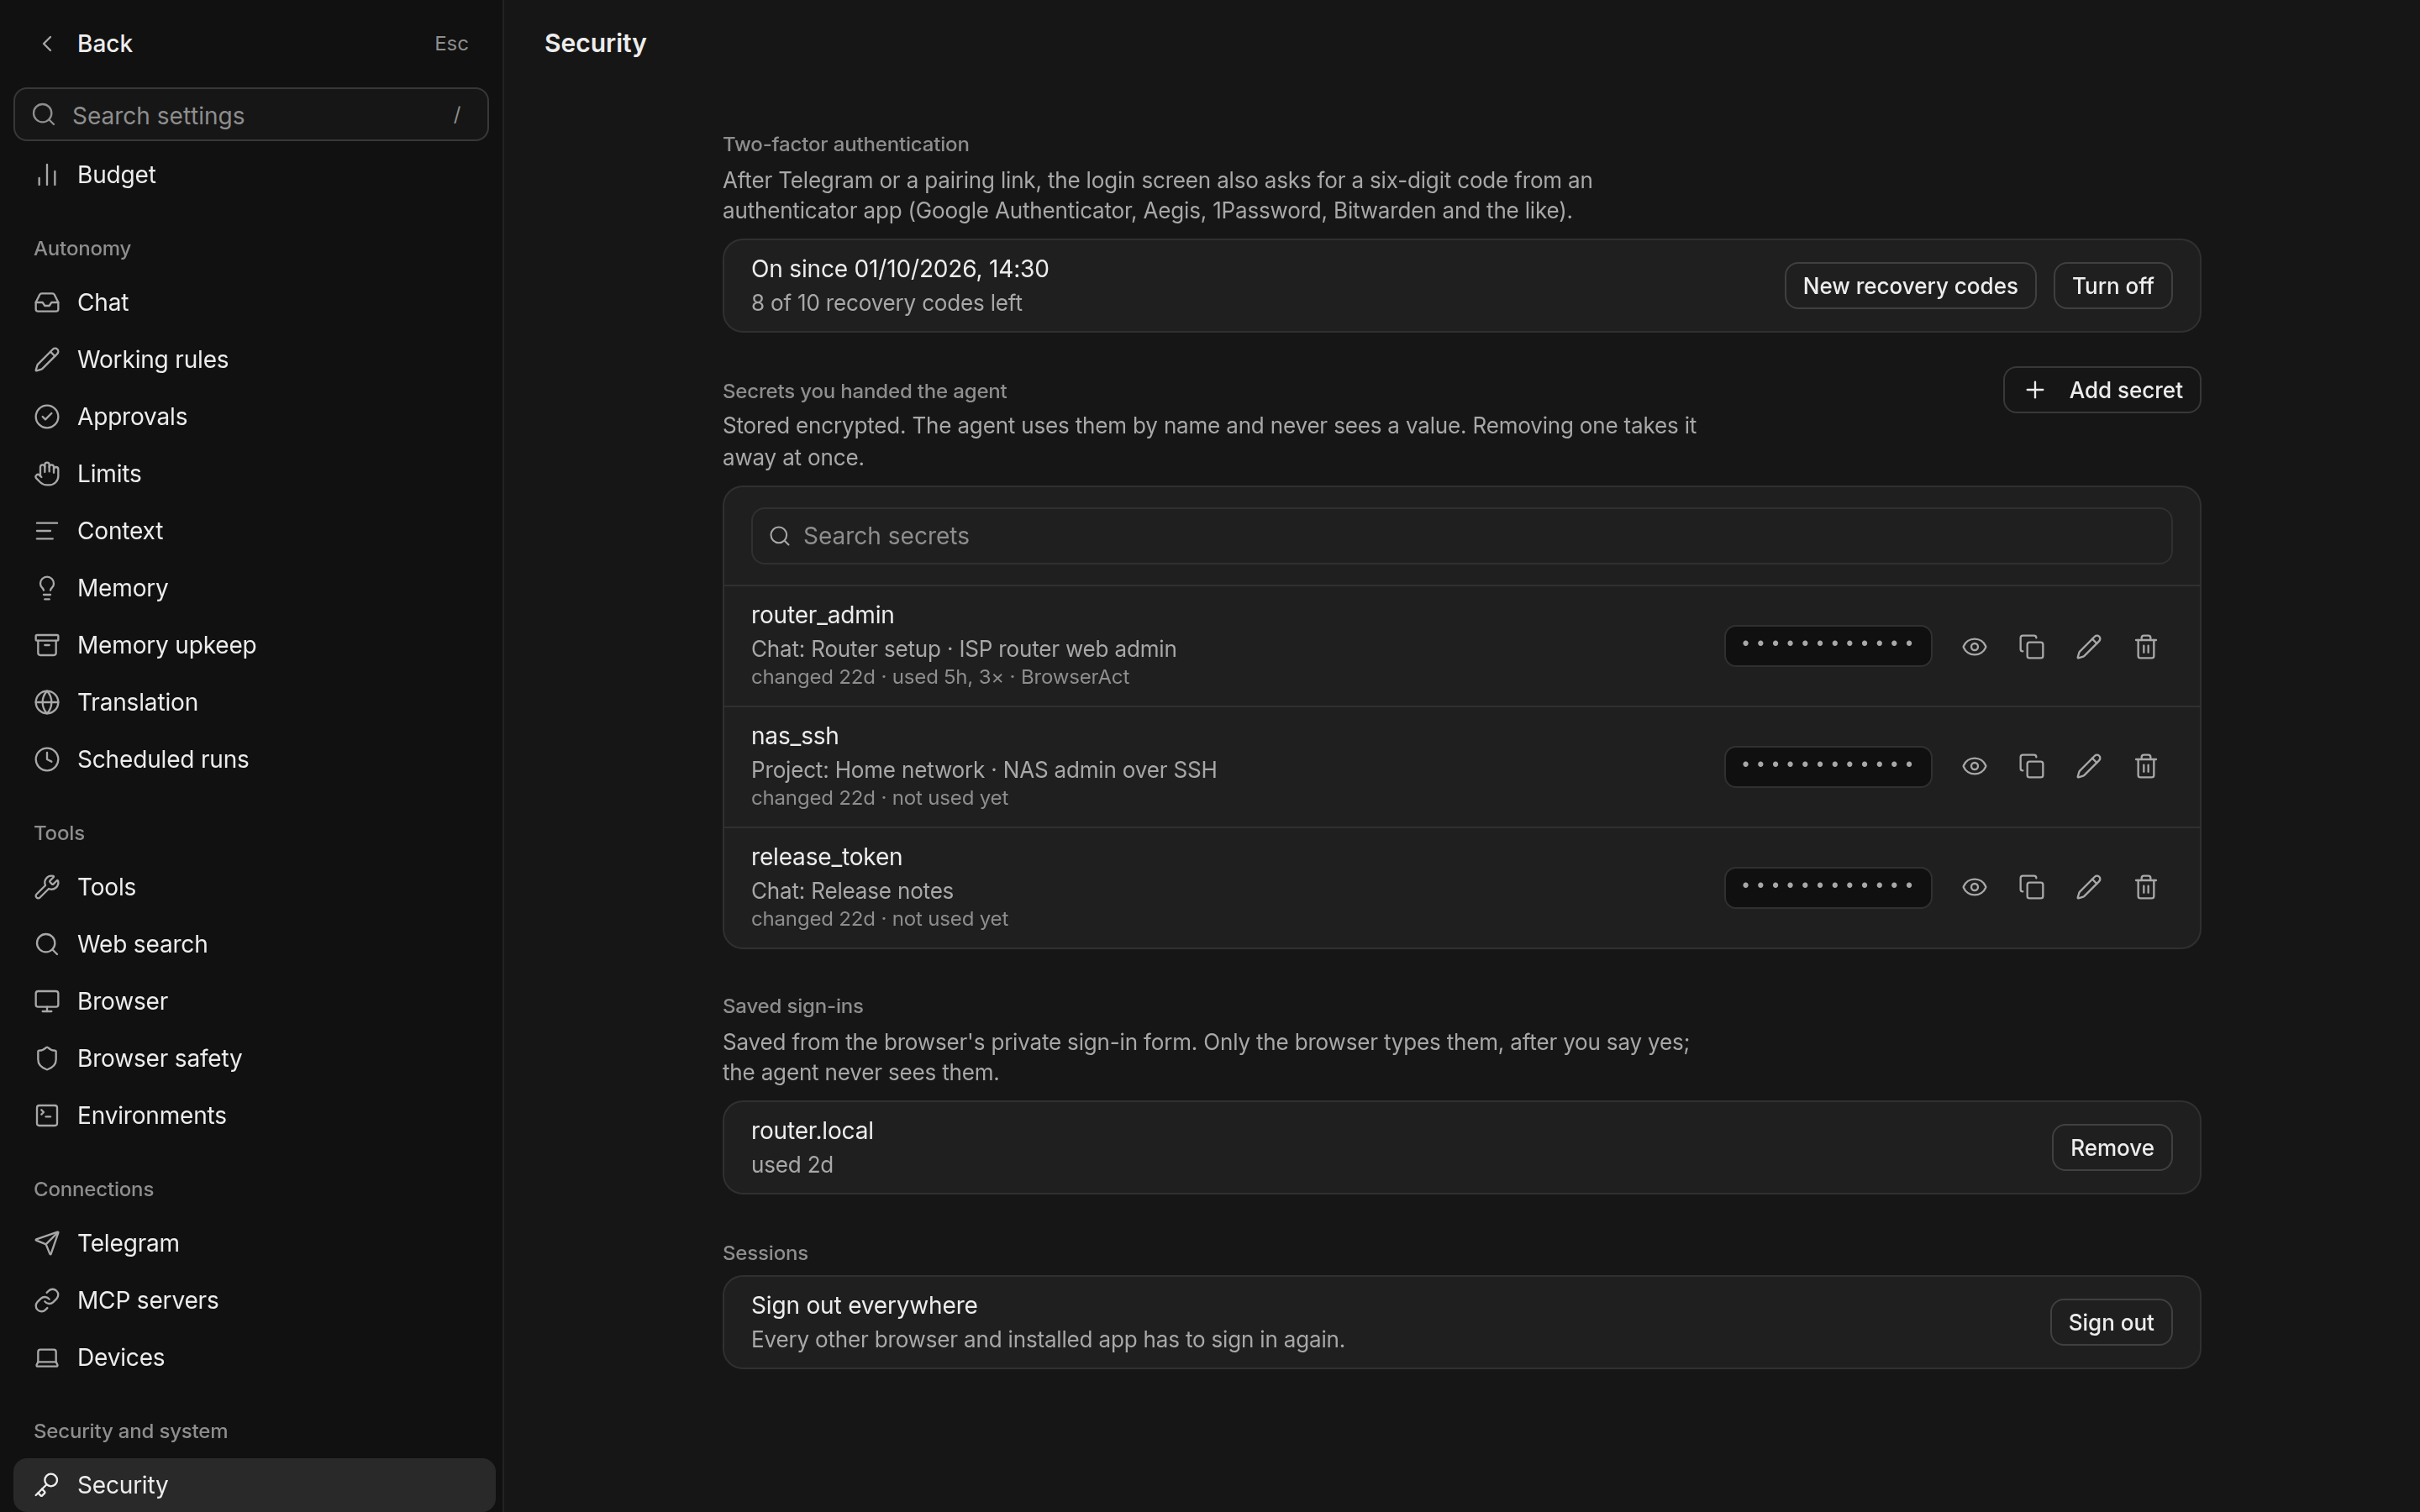 Back
Esc
Search settings
/
Budget
Autonomy
Chat
Working rules
Approvals
Limits
Context
Memory
Memory upkeep
Translation
Scheduled runs
Tools
Tools
Web search
Browser
Browser safety
Environments
Connections
Telegram
MCP servers
Devices
Security and system
Security
Security
Two-factor authentication
After Telegram or a pairing link, the login screen also asks for a six-digit code from an
authenticator app (Google Authenticator, Aegis, 1Password, Bitwarden and the like).
On since 01/10/2026, 14:30
8 of 10 recovery codes left
New recovery codes
Turn off
Secrets you handed the agent
Add secret
Stored encrypted. The agent uses them by name and never sees a value. Removing one takes it
away at once.
Search secrets
router_admin
Chat: Router setup · ISP router web admin
changed 22d · used 5h, 3× · BrowserAct
••••••••••••
nas_ssh
Project: Home network · NAS admin over SSH
changed 22d · not used yet
••••••••••••
release_token
Chat: Release notes
changed 22d · not used yet
••••••••••••
Saved sign-ins
Saved from the browser's private sign-in form. Only the browser types them, after you say yes;
the agent never sees them.
router.local
used 2d
Remove
Sessions
Sign out everywhere
Every other browser and installed app has to sign in again.
Sign out